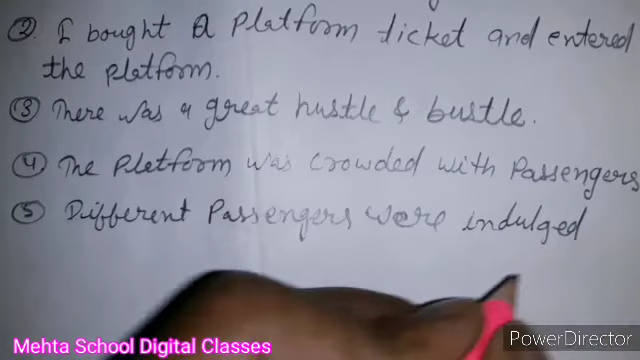 ② I bought a Platform ticket and entered
the platform.
③ There was a great hustle & bustle.
④ The Platform was crowded with Passengers
⑤ Different Passengers were indulged
Mehta School Digital Classes
PowerDirector